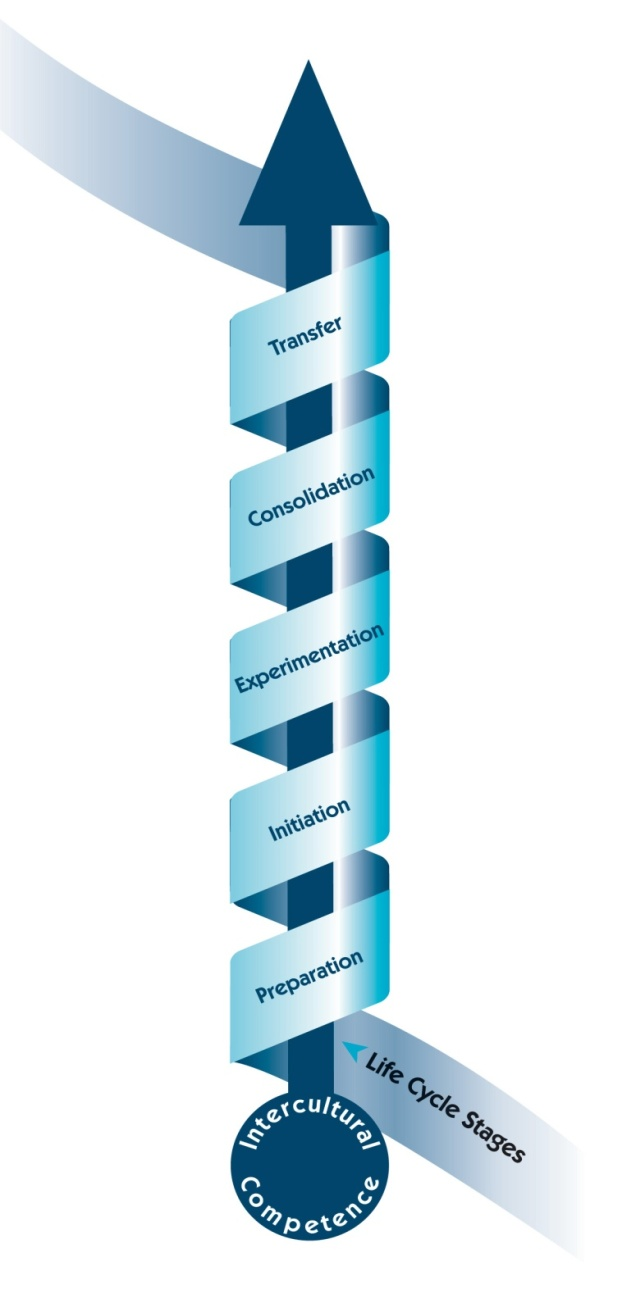 Transfer
Consolidation
Experimentation
Initiation
Preparation
Life Cycle Stages
Intercultural
Competence